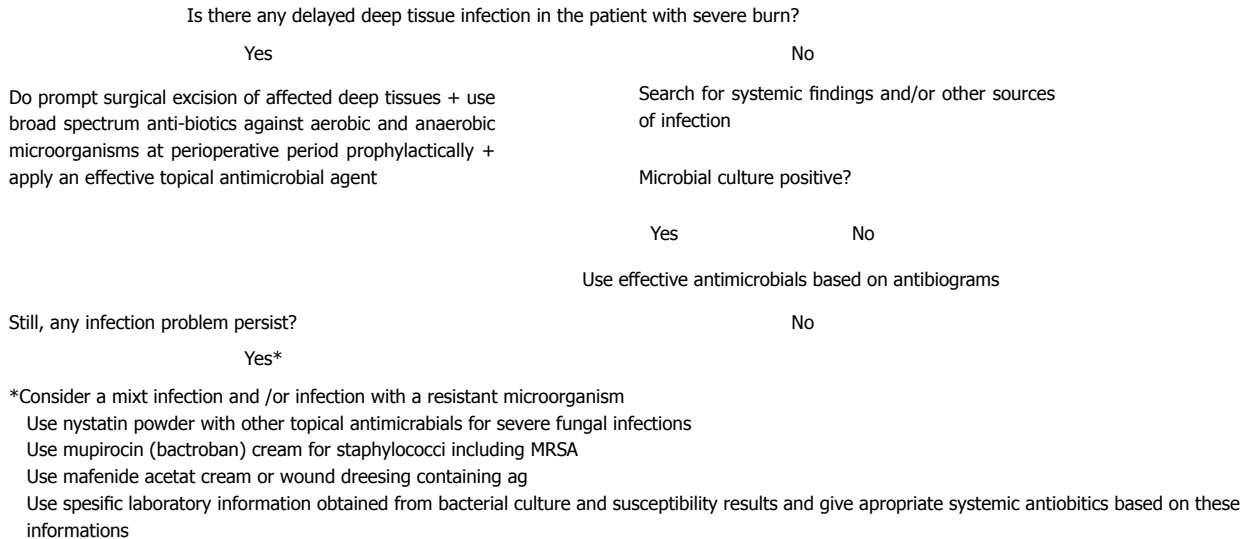 Is there any delayed deep tissue infection in the patient with severe burn?
Yes
No
Do prompt surgical excision of affected deep tissues + use
broad spectrum anti-biotics against aerobic and anaerobic
microorganisms at perioperative period prophylactically +
apply an effective topical antimicrobial agent
Search for systemic findings and/or other sources
of infection
Microbial culture positive?
Yes
No
Use effective antimicrobials based on antibiograms
Still, any infection problem persist?
No
Yes*
*Consider a mixt infection and /or infection with a resistant microorganism
Use nystatin powder with other topical antimicrabials for severe fungal infections
Use mupirocin (bactroban) cream for staphylococci including MRSA
Use mafenide acetat cream or wound dreesing containing ag
Use spesific laboratory information obtained from bacterial culture and susceptibility results and give apropriate systemic antiobitics based on these
informations